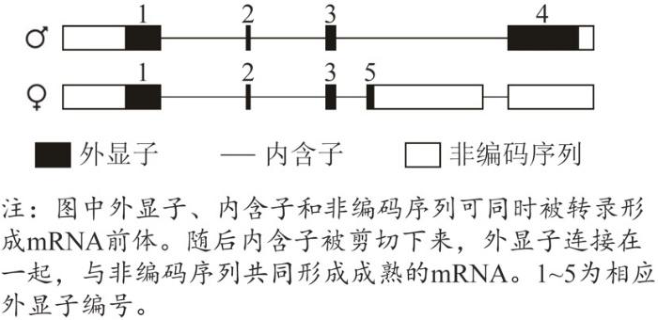 1 2 3 4
♂
1 2 3 5
♀
外显子 内含子 非编码序列
注：图中外显子、内含子和非编码序列可同时被转录形
成mRNA前体。随后内含子被剪切下来，外显子连接在
一起，与非编码序列共同形成成熟的mRNA。1~5为相应
外显子编号。